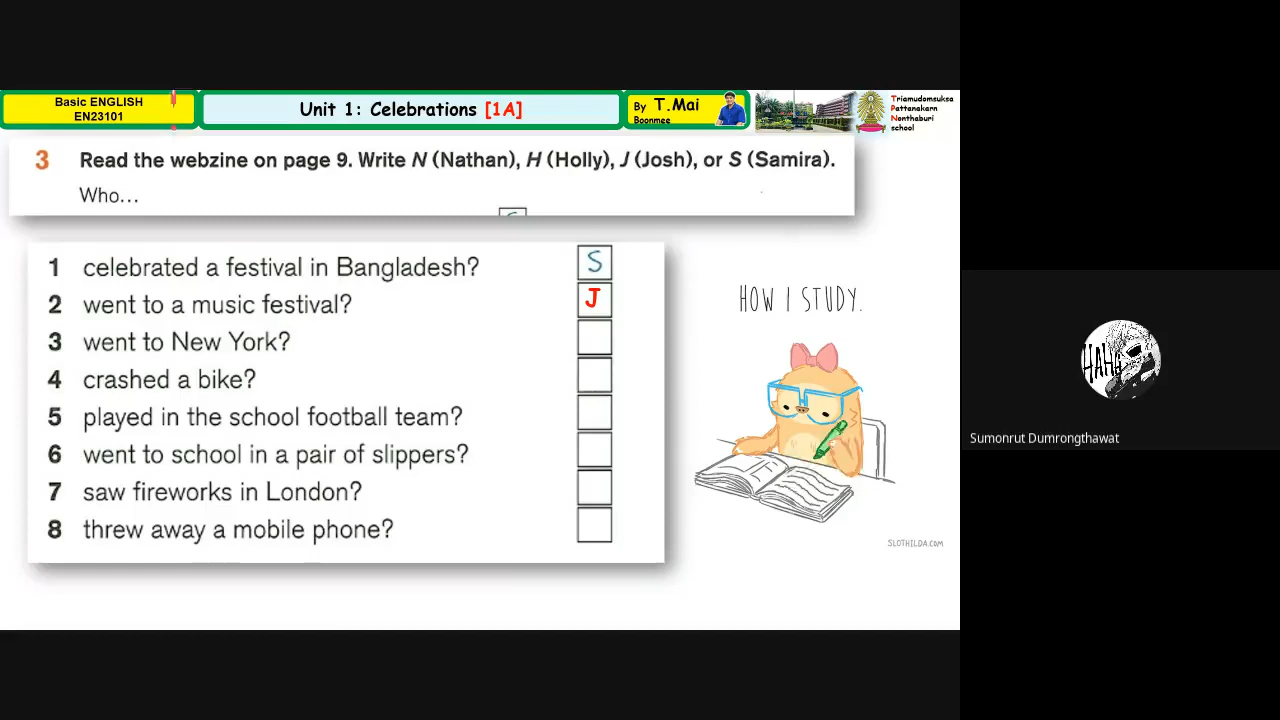 Basic ENGLISH
EN23101
Unit 1: Celebrations [1A]
By T.Mai
Boonmee
Triamudomsuksa
Pattanakarn
Nonthaburi
school
3 Read the webzine on page 9. Write N (Nathan), H (Holly), J (Josh), or S (Samira).
Who…
1 celebrated a festival in Bangladesh? S
2 went to a music festival? J
3 went to New York?
4 crashed a bike?
5 played in the school football team?
6 went to school in a pair of slippers?
7 saw fireworks in London?
8 threw away a mobile phone?
HOW I STUDY.
SLOTHILDA.COM
HAHA
Sumonrut Dumrongthawat